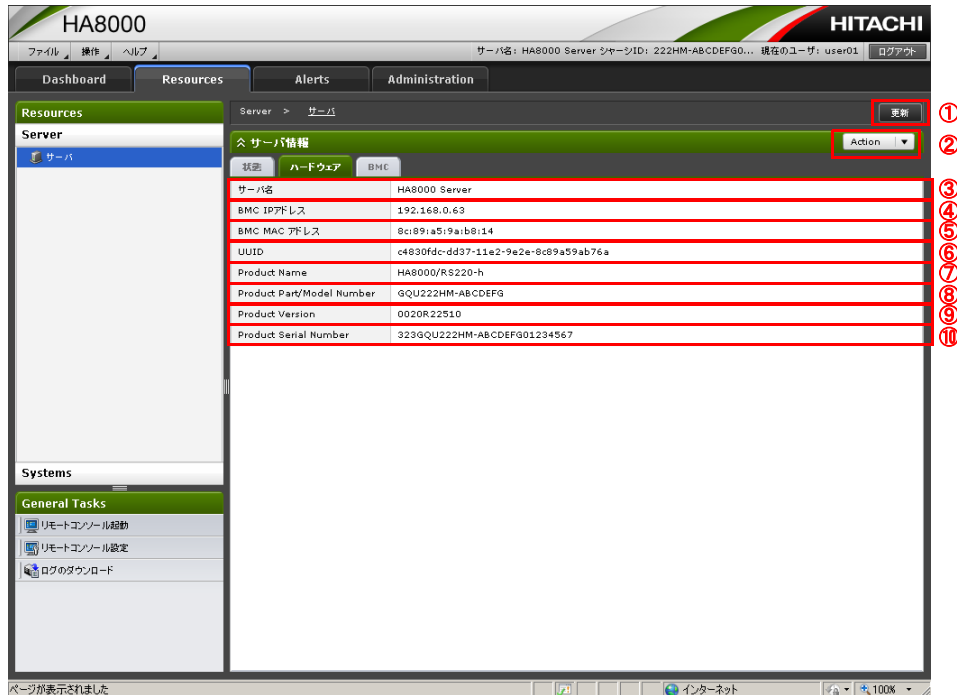 HA8000
HITACHI
ファイル 操作 ヘルプ サーバ名: HA8000 Server シャーシID: 222HM-ABCDEFG0... 現在のユーザ: user01 ログアウト
Dashboard Resources Alerts Administration
Resources
Server > サーバ 更新 ①
Server
サーバ情報 Action ②
サーバ
状態 ハードウェア BMC
サーバ名 HA8000 Server ③
BMC IPアドレス 192.168.0.63 ④
BMC MAC アドレス 8c:89:a5:9a:b8:14 ⑤
UUID c4830fdc-dd37-11e2-9e2e-8c89a59ab76a ⑥
Product Name HA8000/RS220-h ⑦
Product Part/Model Number GQU222HM-ABCDEFG ⑧
Product Version 0020R22510 ⑨
Product Serial Number 323GQU222HM-ABCDEFG01234567 ⑩
Systems
General Tasks
リモートコンソール起動
リモートコンソール設定
ログのダウンロード
ページが表示されました インターネット 100%